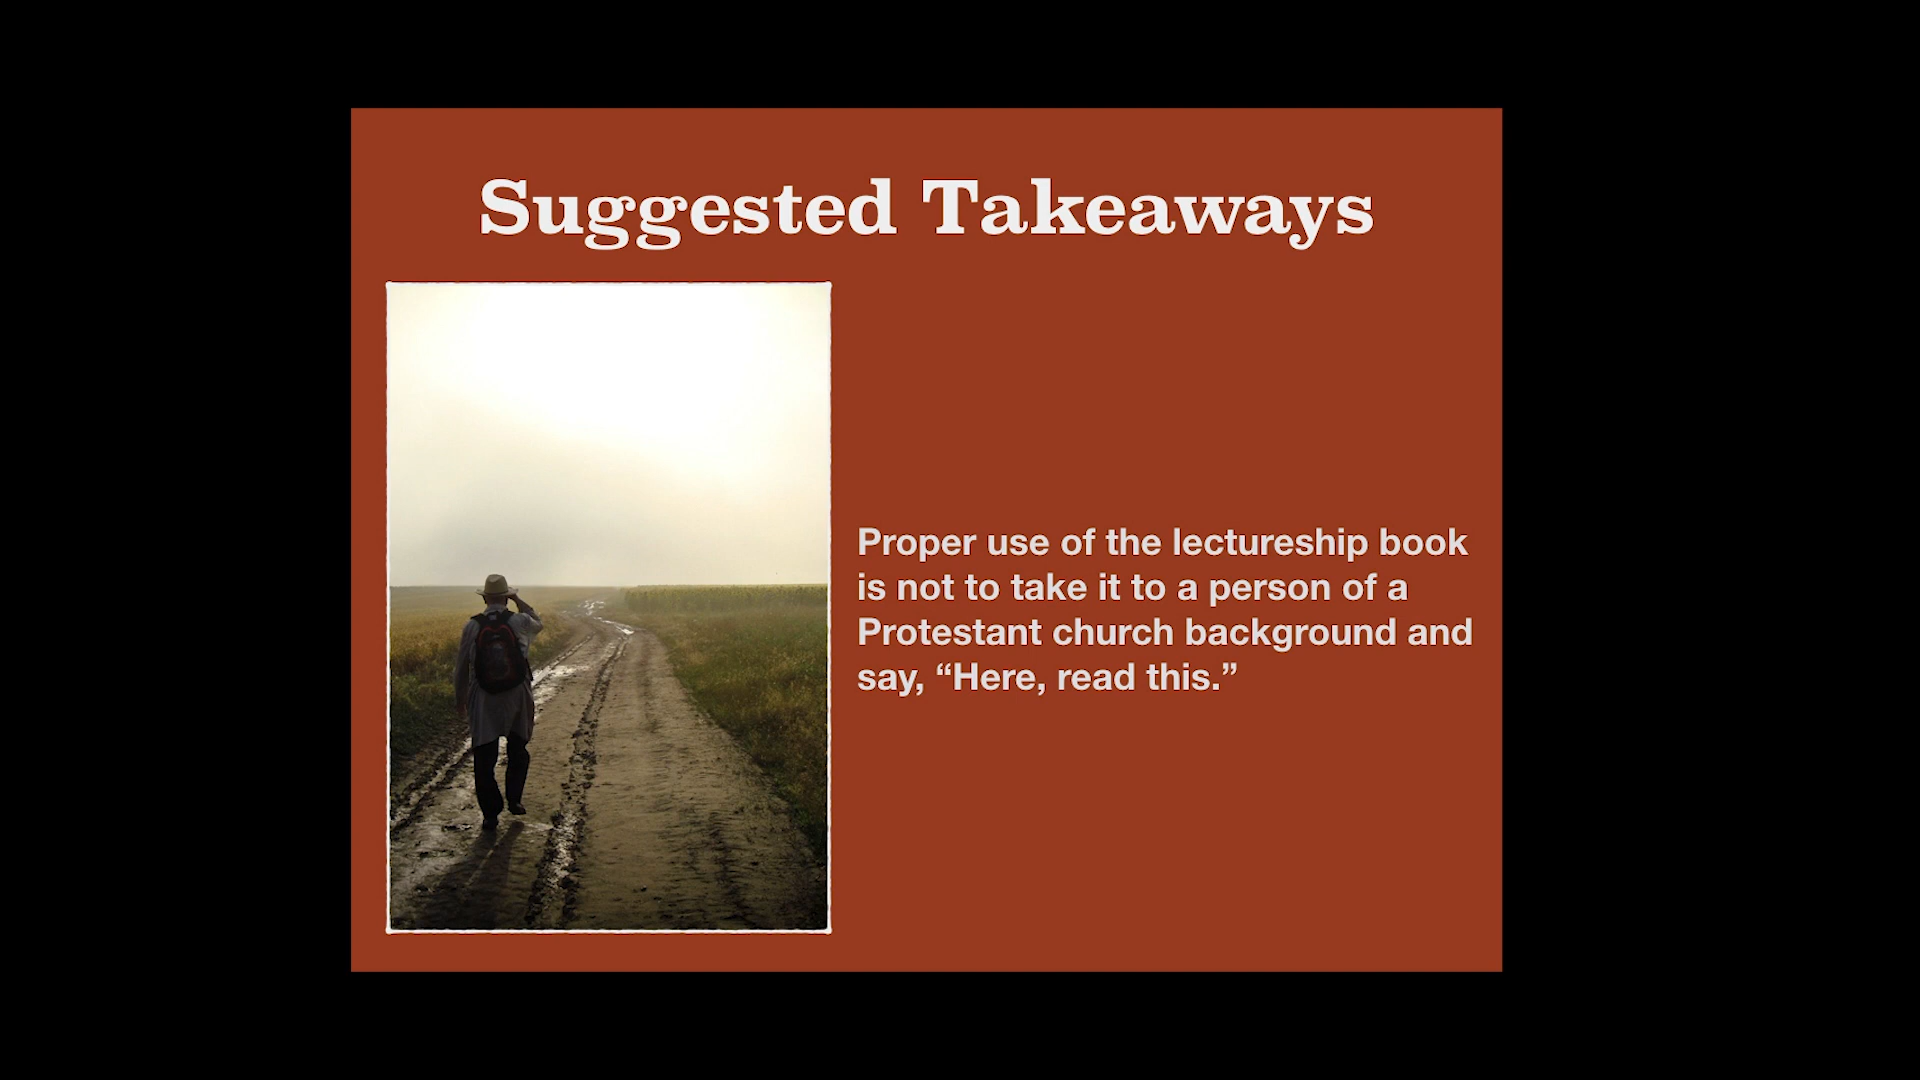 Suggested Takeaways
Proper use of the lectureship book
is not to take it to a person of a
Protestant church background and
say, “Here, read this.”